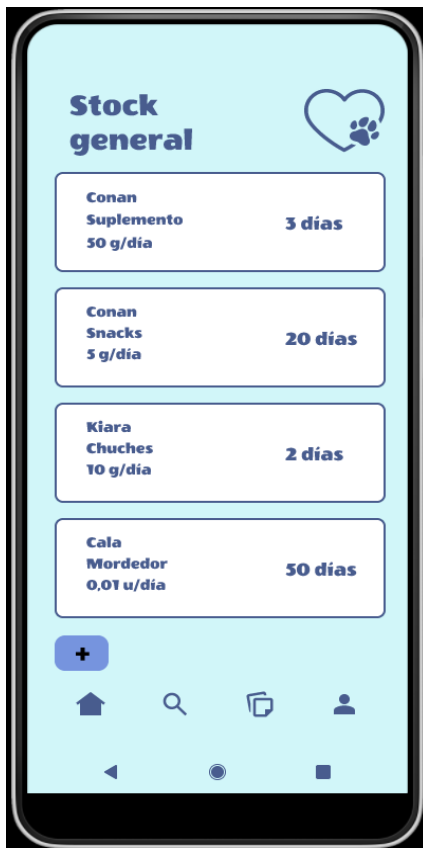 Stock
general
Conan
Suplemento
50 g/día
3 días
Conan
Snacks
5 g/día
20 días
Kiara
Chuches
10 g/día
2 días
Cala
Mordedor
0,01 u/día
50 días
+